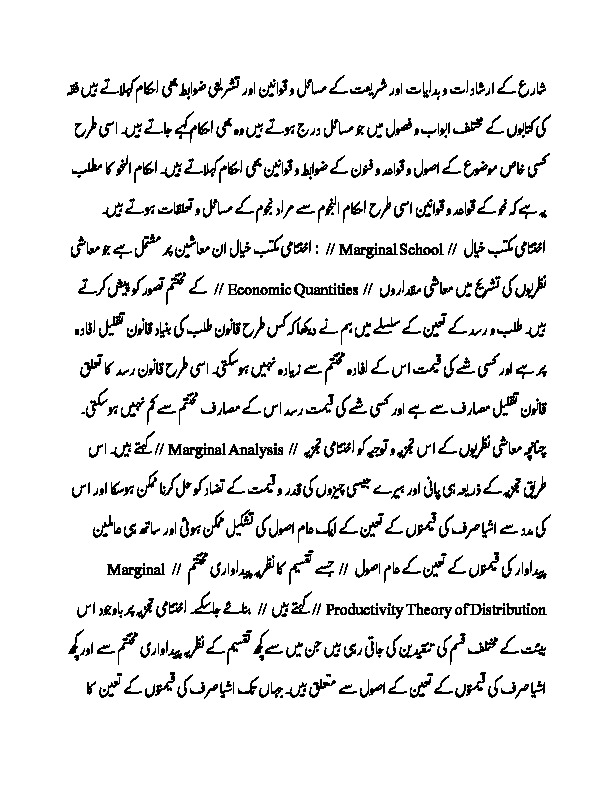 شارع کے ارشادات و ہدایات اور شریعت کے مسائل و قوانین اور تشریعی ضوابط بھی احکام کہلاتے ہیں فقہ
کی کتابوں کے مختلف ابواب و فصول میں جو مسائل درج ہوتے ہیں وہ بھی احکام کہے جاتے ہیں۔ اسی طرح
کسی خاص موضوع کے اصول و قواعد و فنون کے ضوابط و قوانین بھی احکام کہلاتے ہیں۔ احکام النحو کا مطلب
یہ ہے کہ نحو کے قواعد و قوانین اسی طرح احکام النجوم سے مراد نجوم کے مسائل و تعلقات ہوتے ہیں۔
اختتامی مکتب خیال // Marginal School // : اختتامی مکتب خیال ان معاشین پر مشتمل ہے جو معاشی
نظریوں کی تشریح میں معاشی مقداروں // Economic Quantities // کے مختتم تصور کو پیش کرتے
ہیں۔ طلب و رسد کے تعین کے سلسلے میں ہم نے دیکھا کہ کس طرح قانون طلب کی بنیاد قانون تقلیل افادہ
پر ہے اور کسی شے کی قیمت اس کے افادہ مختتم سے زیادہ نہیں ہوسکتی۔ اسی طرح قانون رسد کا تعلق
قانون تقلیل مصارف سے ہے اور کسی شے کی قیمت رسد اس کے مصارف مختتم سے کم نہیں ہوسکتی۔
چنانچہ معاشی نظریوں کے اس تجزیہ و توجیہ کو اختتامی تجزیہ // Marginal Analysis // کہتے ہیں۔ اس
طریق تجزیہ کے ذریعہ ہی پانی اور ہیرے جیسی چیزوں کی قدر و قیمت کے تضاد کو حل کرنا ممکن ہوسکا اور اس
کی مدد سے اشیا صرف کی قیمتوں کے تعین کے ایک عام اصول کی تشکیل ممکن ہوئی اور ساتھ ہی عالمین
پیداوار کی قیمتوں کے تعین کے عام اصول // جسے تقسیم کا نظریہ پیداواری مختتم // Marginal
Productivity Theory of Distribution // کہتے ہیں // بنائے جاسکے۔ اختتامی تجزیہ پر باوجود اس
ہیئت کے مختلف قسم کی تنقیدیں کی جاتی رہی ہیں جن میں سے کچھ تقسیم کے نظریہ پیداواری مختتم سے اور کچھ
اشیا صرف کی قیمتوں کے تعین کے اصول سے متعلق ہیں۔ جہاں تک اشیا صرف کی قیمتوں کے تعین کا